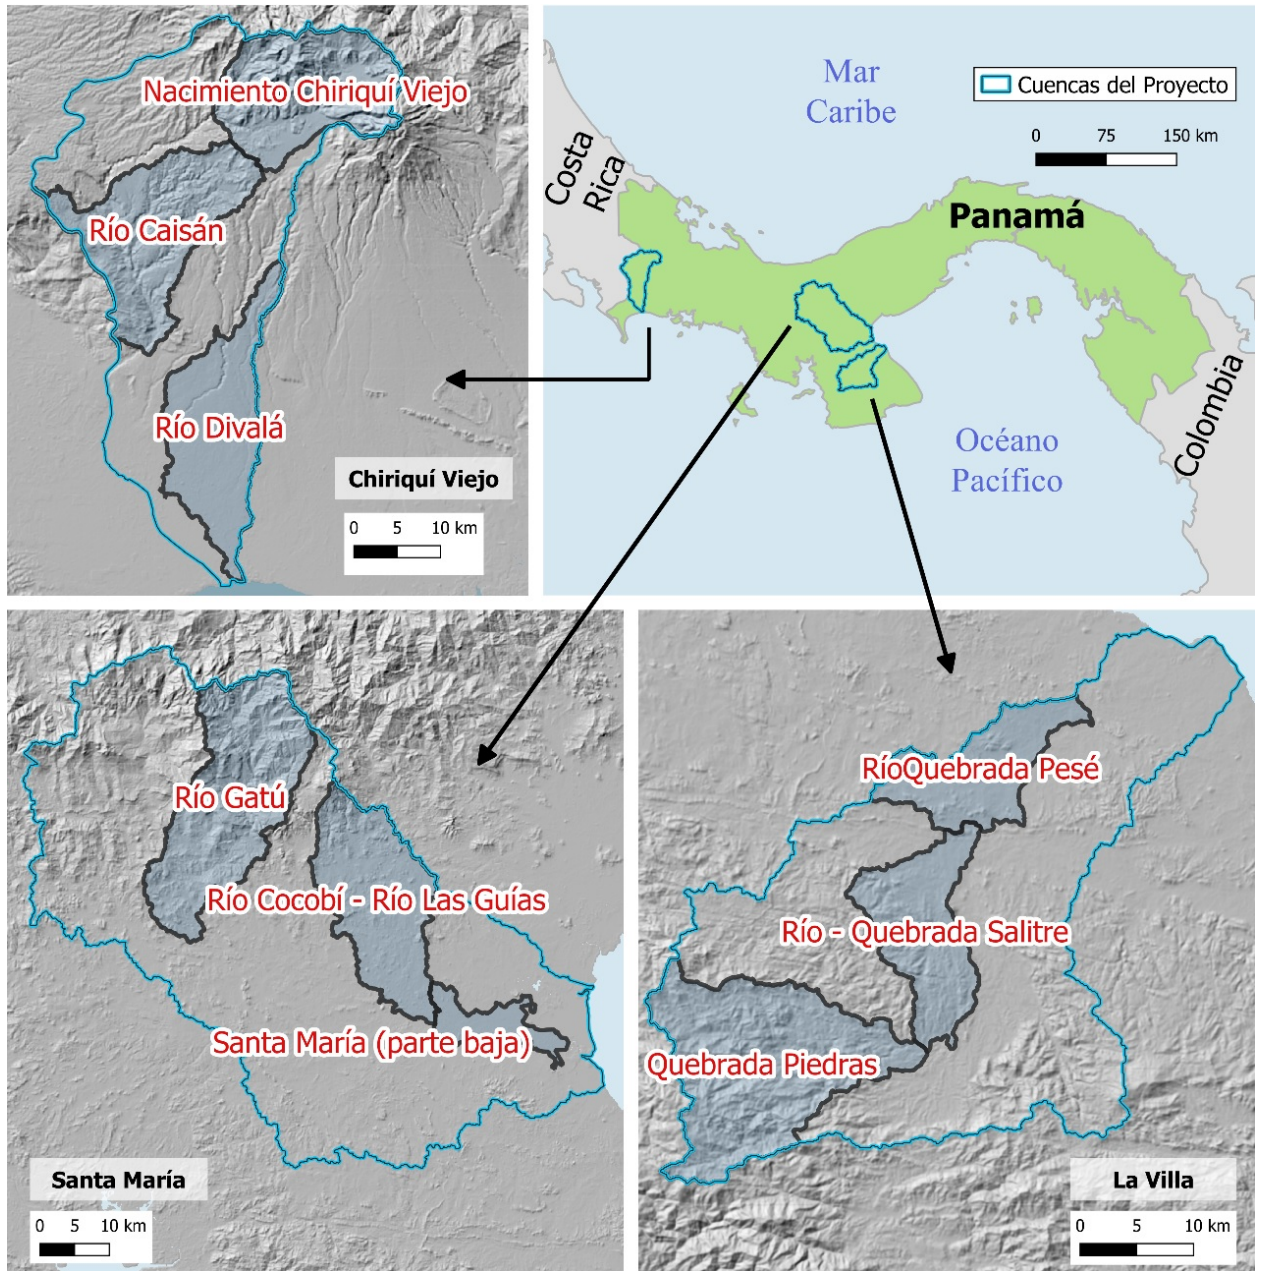 Nacimiento Chiriquí Viejo
Río Caisán
Río Divalá
Chiriquí Viejo
0 5 10 km
Mar
Caribe
Cuencas del Proyecto
0 75 150 km
Costa
Rica
Panamá
Colombia
Océano
Pacífico
Río Gatú
Río Cocobí - Río Las Guías
Santa María (parte baja)
Santa María
0 5 10 km
RíoQuebrada Pesé
Río - Quebrada Salitre
Quebrada Piedras
La Villa
0 5 10 km